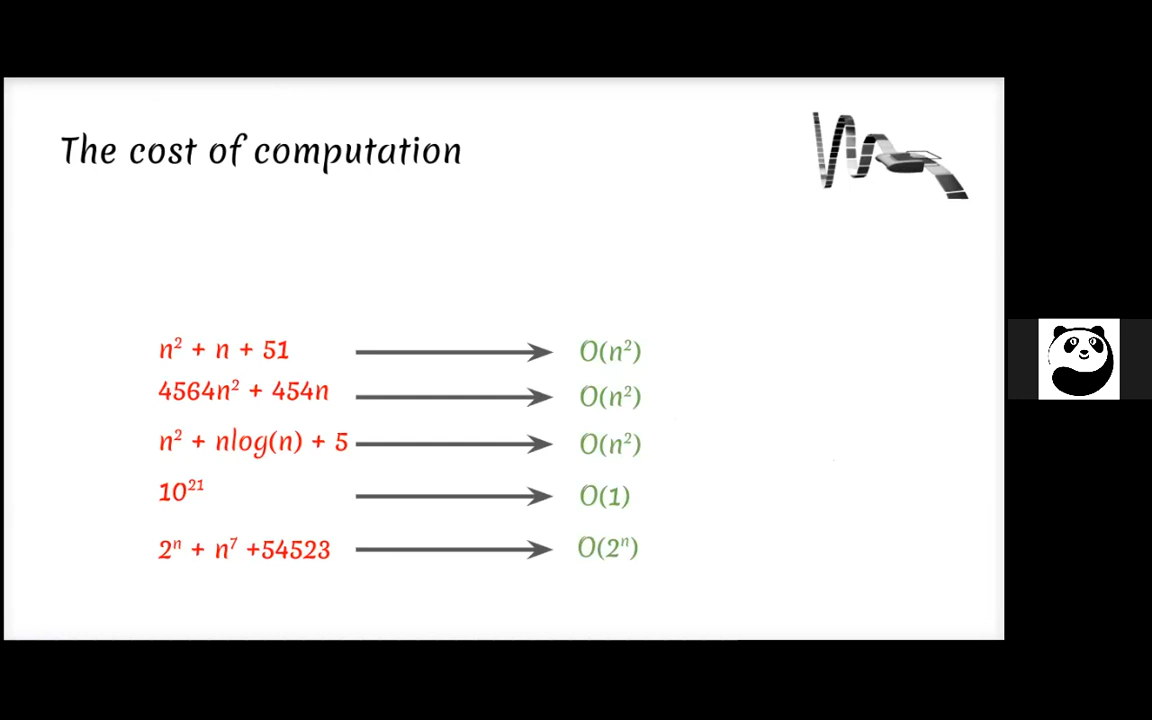 The cost of computation
n² + n + 51 O(n²)
4564n² + 454n O(n²)
n² + nlog(n) + 5 O(n²)
10²¹ O(1)
2ⁿ + n⁷ +54523 O(2ⁿ)